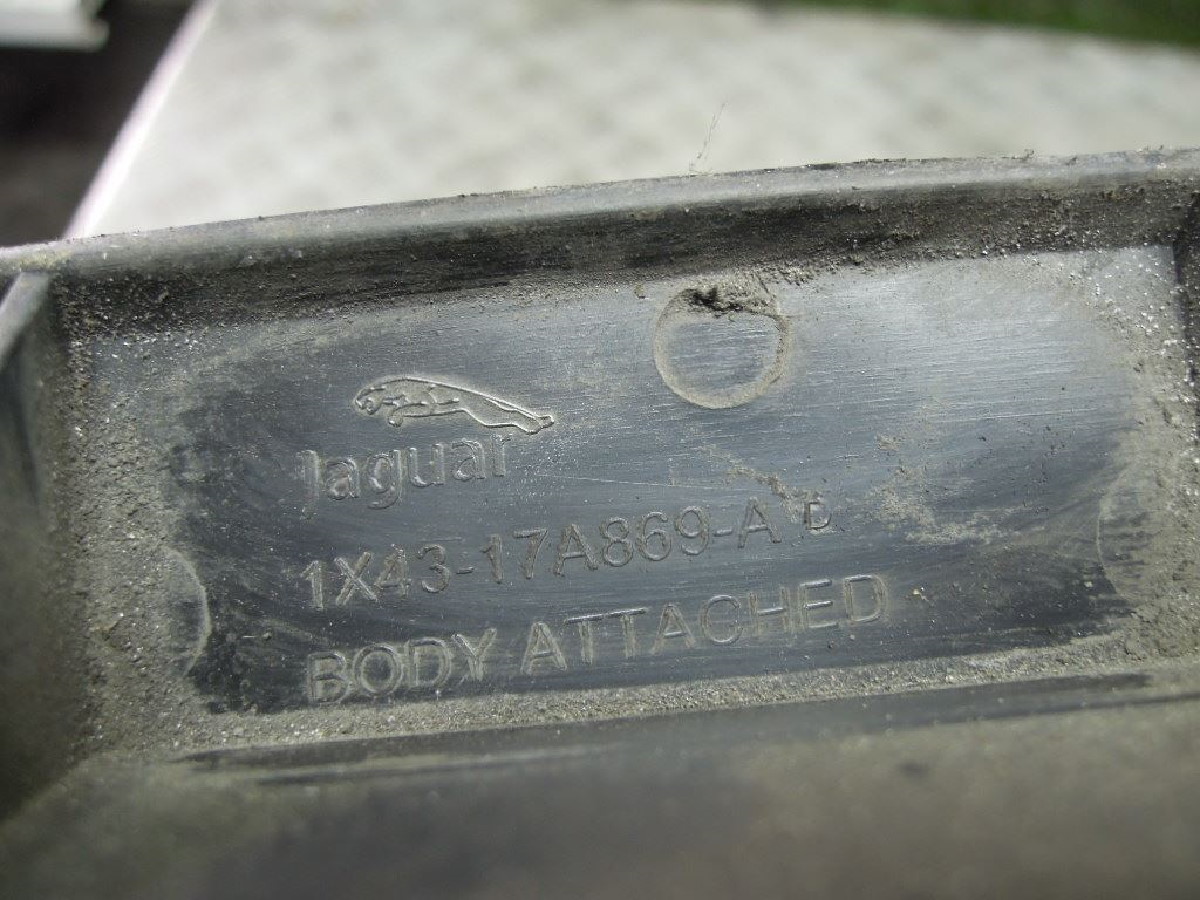 Jaguar
1X43-17A869-A D
BODY ATTACHED